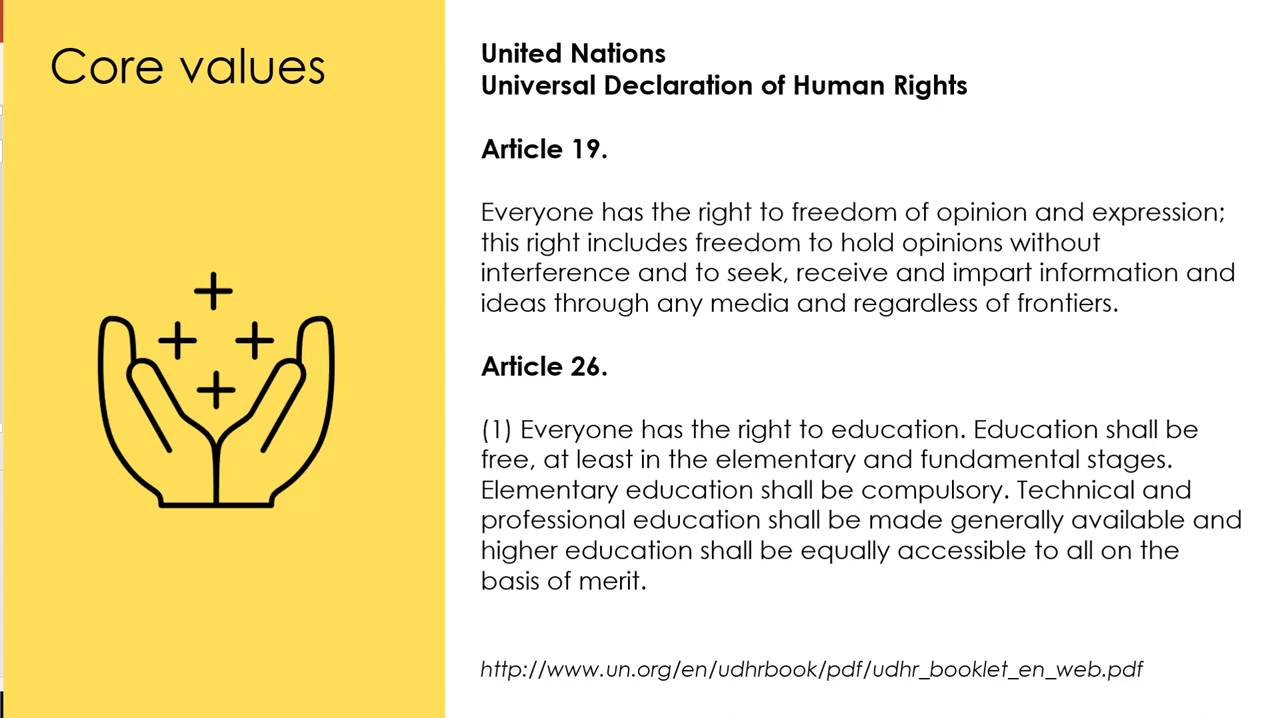 Core values
United Nations
Universal Declaration of Human Rights
Article 19.
Everyone has the right to freedom of opinion and expression;
this right includes freedom to hold opinions without
interference and to seek, receive and impart information and
ideas through any media and regardless of frontiers.
Article 26.
(1) Everyone has the right to education. Education shall be
free, at least in the elementary and fundamental stages.
Elementary education shall be compulsory. Technical and
professional education shall be made generally available and
higher education shall be equally accessible to all on the
basis of merit.
http://www.un.org/en/udhrbook/pdf/udhr_booklet_en_web.pdf